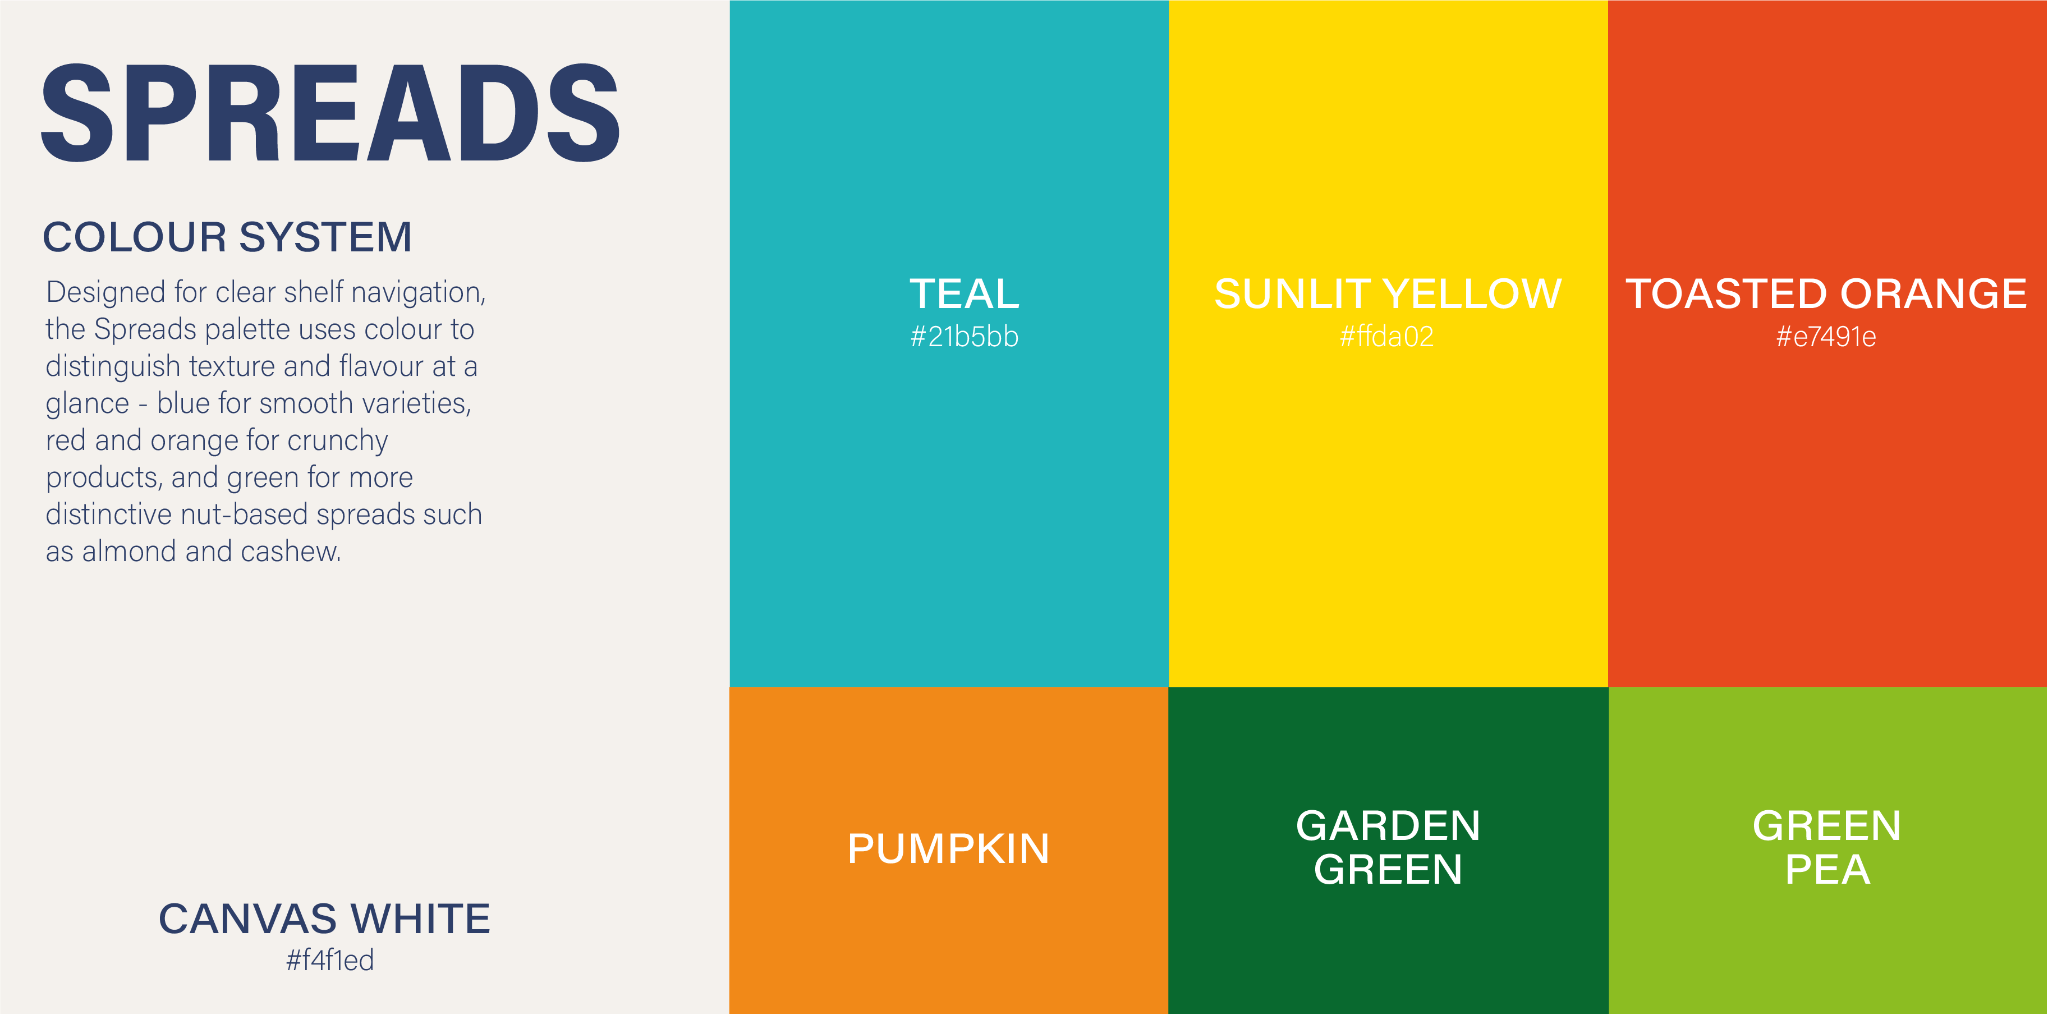 SPREADS
COLOUR SYSTEM
Designed for clear shelf navigation,
the Spreads palette uses colour to
distinguish texture and flavour at a
glance - blue for smooth varieties,
red and orange for crunchy
products, and green for more
distinctive nut-based spreads such
as almond and cashew.
CANVAS WHITE
#f4f1ed
TEAL
#21b5bb
SUNLIT YELLOW
#ffda02
TOASTED ORANGE
#e7491e
PUMPKIN
GARDEN
GREEN
GREEN
PEA